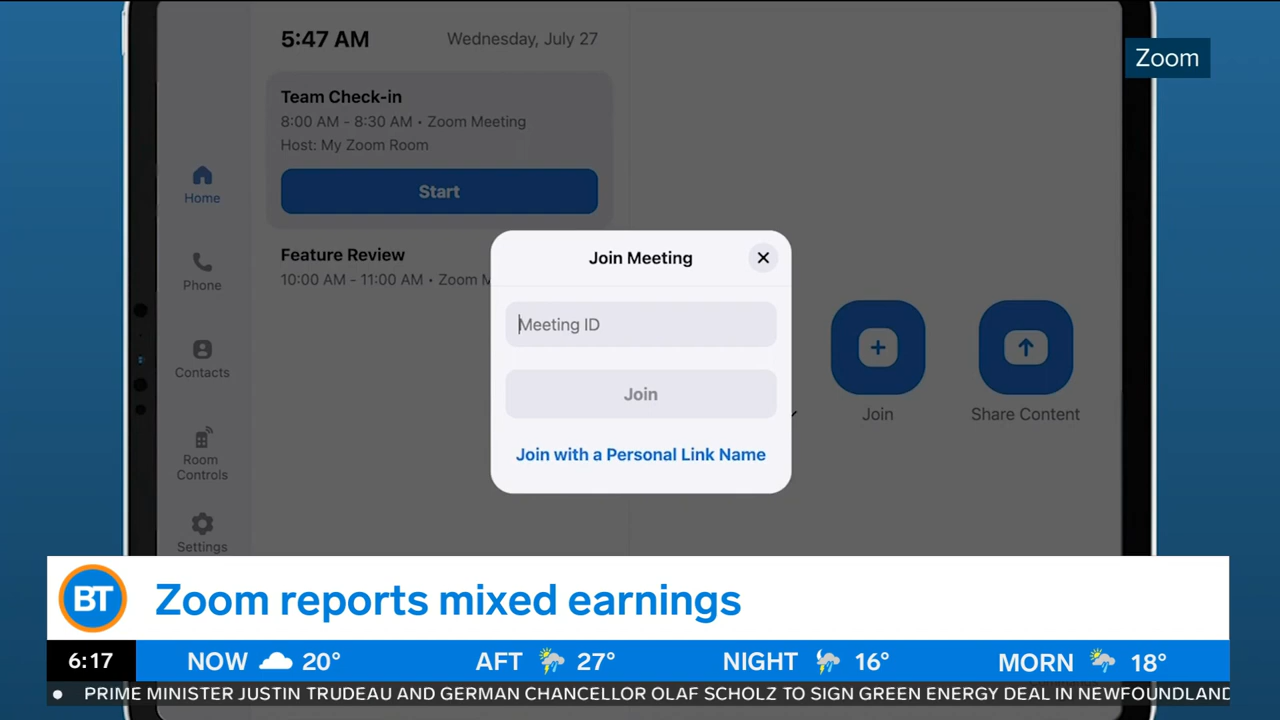 5:47 AM
Wednesday, July 27
Zoom
Team Check-in
8:00 AM - 8:30 AM • Zoom Meeting
Host: My Zoom Room
Start
Home
Feature Review
10:00 AM - 11:00 AM • Zoom M
Phone
Contacts
Room
Controls
Settings
Join Meeting
Meeting ID
Join
Join with a Personal Link Name
Join
Share Content
BT
Zoom reports mixed earnings
6:17
NOW 20°
AFT 27°
NIGHT 16°
MORN 18°
• PRIME MINISTER JUSTIN TRUDEAU AND GERMAN CHANCELLOR OLAF SCHOLZ TO SIGN GREEN ENERGY DEAL IN NEWFOUNDLAND